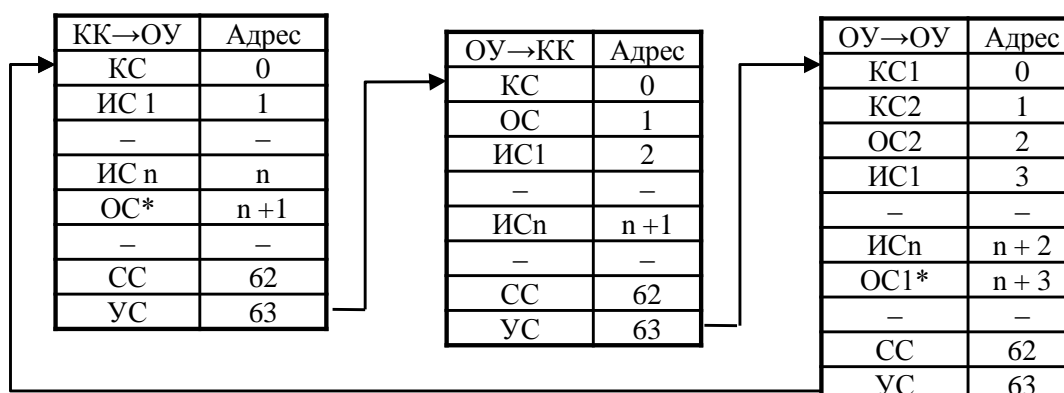 КК→ОУ Адрес
КС 0
ИС 1 1
– –
ИС n n
ОС* n +1
– –
СС 62
УС 63
ОУ→КК Адрес
КС 0
ОС 1
ИС1 2
– –
ИСn n +1
– –
СС 62
УС 63
ОУ→ОУ Адрес
КС1 0
КС2 1
ОС2 2
ИС1 3
– –
ИСn n + 2
ОС1* n + 3
– –
СС 62
УС 63